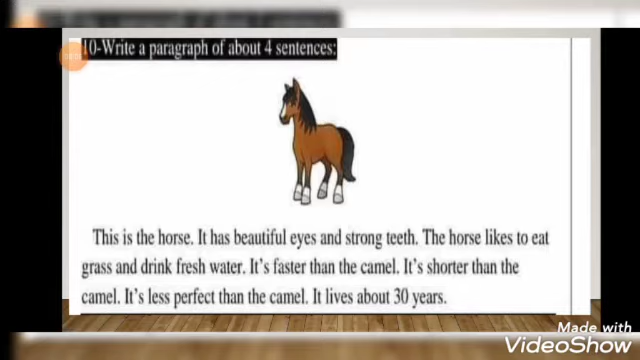 10-Write a paragraph of about 4 sentences:
This is the horse. It has beautiful eyes and strong teeth. The horse likes to eat
grass and drink fresh water. It's faster than the camel. It's shorter than the
camel. It's less perfect than the camel. It lives about 30 years.
Made with
VideoShow